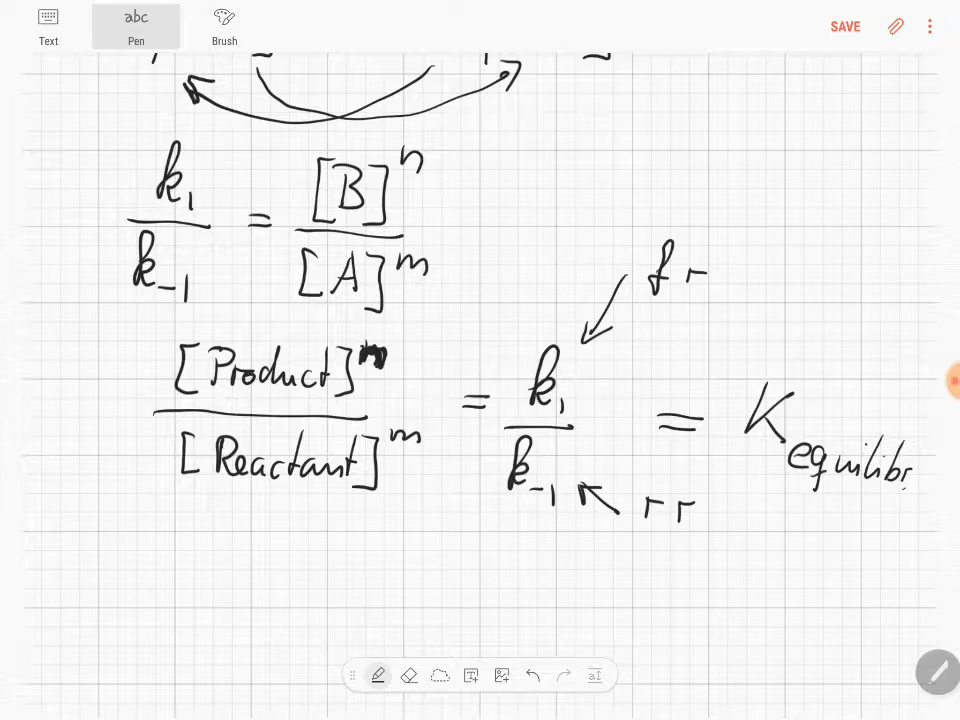 Text
abc
Pen
Brush
SAVE
k₁ / k₋₁ = [B]ⁿ / [A]ᵐ
f r
[Product] / [Reactant]ᵐ = k₁ / k₋₁ = K equilibr
r r